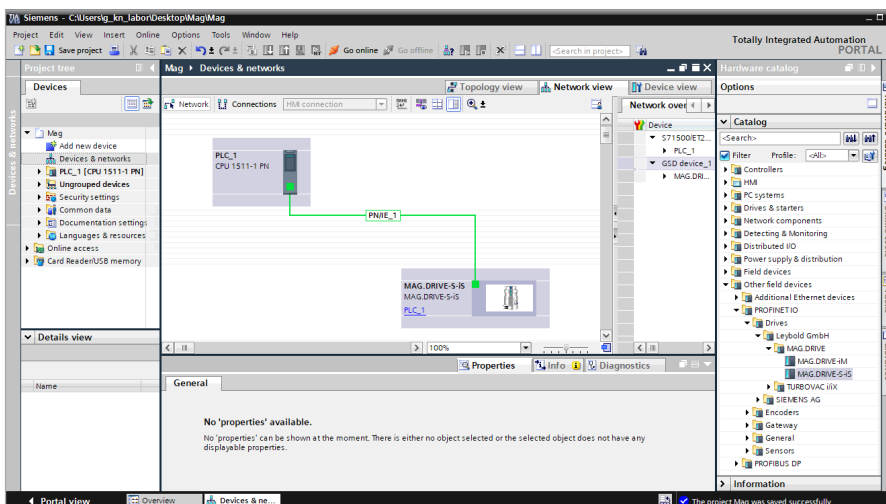 Siemens - C:\Users\g_kn_labor\Desktop\Mag\Mag
Project Edit View Insert Online Options Tools Window Help
Save project
Go online
Go offline
<Search in project>
Totally Integrated Automation
PORTAL
Project tree
Devices
Devices & networks
Mag
Add new device
Devices & networks
PLC_1 [CPU 1511-1 PN]
Ungrouped devices
Security settings
Common data
Documentation settings
Languages & resources
Online access
Card Reader/USB memory
Details view
Name
Mag ▸ Devices & networks
Topology view
Network view
Device view
Network
Connections
HMI connection
PLC_1
CPU 1511-1 PN
PN/IE_1
MAG.DRIVE-S-iS
MAG.DRIVE-S-iS
PLC_1
100%
Network over
Device
S71500/ET2...
PLC_1
GSD device_1
MAG.DRI...
Properties
Info
Diagnostics
General
No 'properties' available.
No 'properties' can be shown at the moment. There is either no object selected or the selected object does not have any
displayable properties.
Hardware catalog
Options
Catalog
<Search>
Filter
Profile:
<All>
Controllers
HMI
PC systems
Drives & starters
Network components
Detecting & Monitoring
Distributed I/O
Power supply & distribution
Field devices
Other field devices
Additional Ethernet devices
PROFINET IO
Drives
Leybold GmbH
MAG.DRIVE
MAG.DRIVE-iM
MAG.DRIVE-S-iS
TURBOVAC i/iX
SIEMENS AG
Encoders
Gateway
General
Sensors
PROFIBUS DP
Information
Portal view
Overview
Devices & ne...
The project Mag was saved successfully.